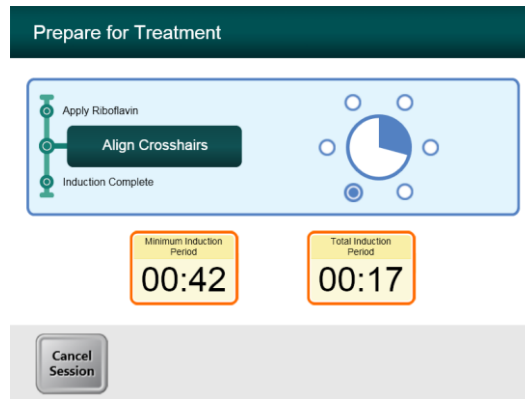 Prepare for Treatment
Apply Riboflavin
Align Crosshairs
Induction Complete
Minimum Induction
Period
00:42
Total Induction
Period
00:17
Cancel
Session